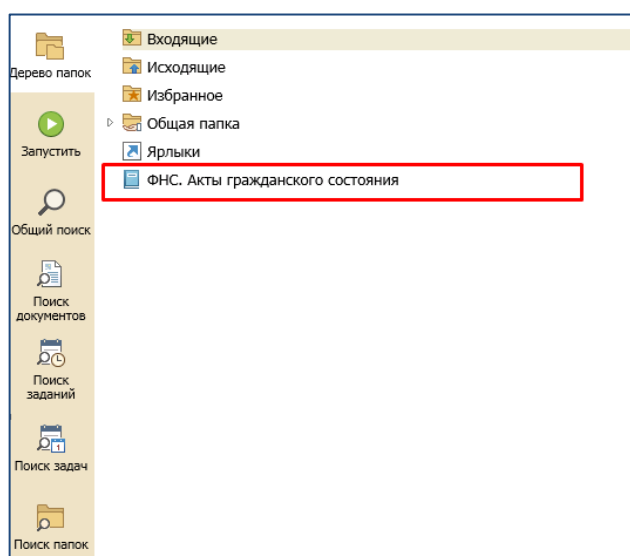 Дерево папок
Запустить
Общий поиск
Поиск
документов
Поиск
заданий
Поиск задач
Поиск папок
Входящие
Исходящие
Избранное
Общая папка
Ярлыки
ФНС. Акты гражданского состояния